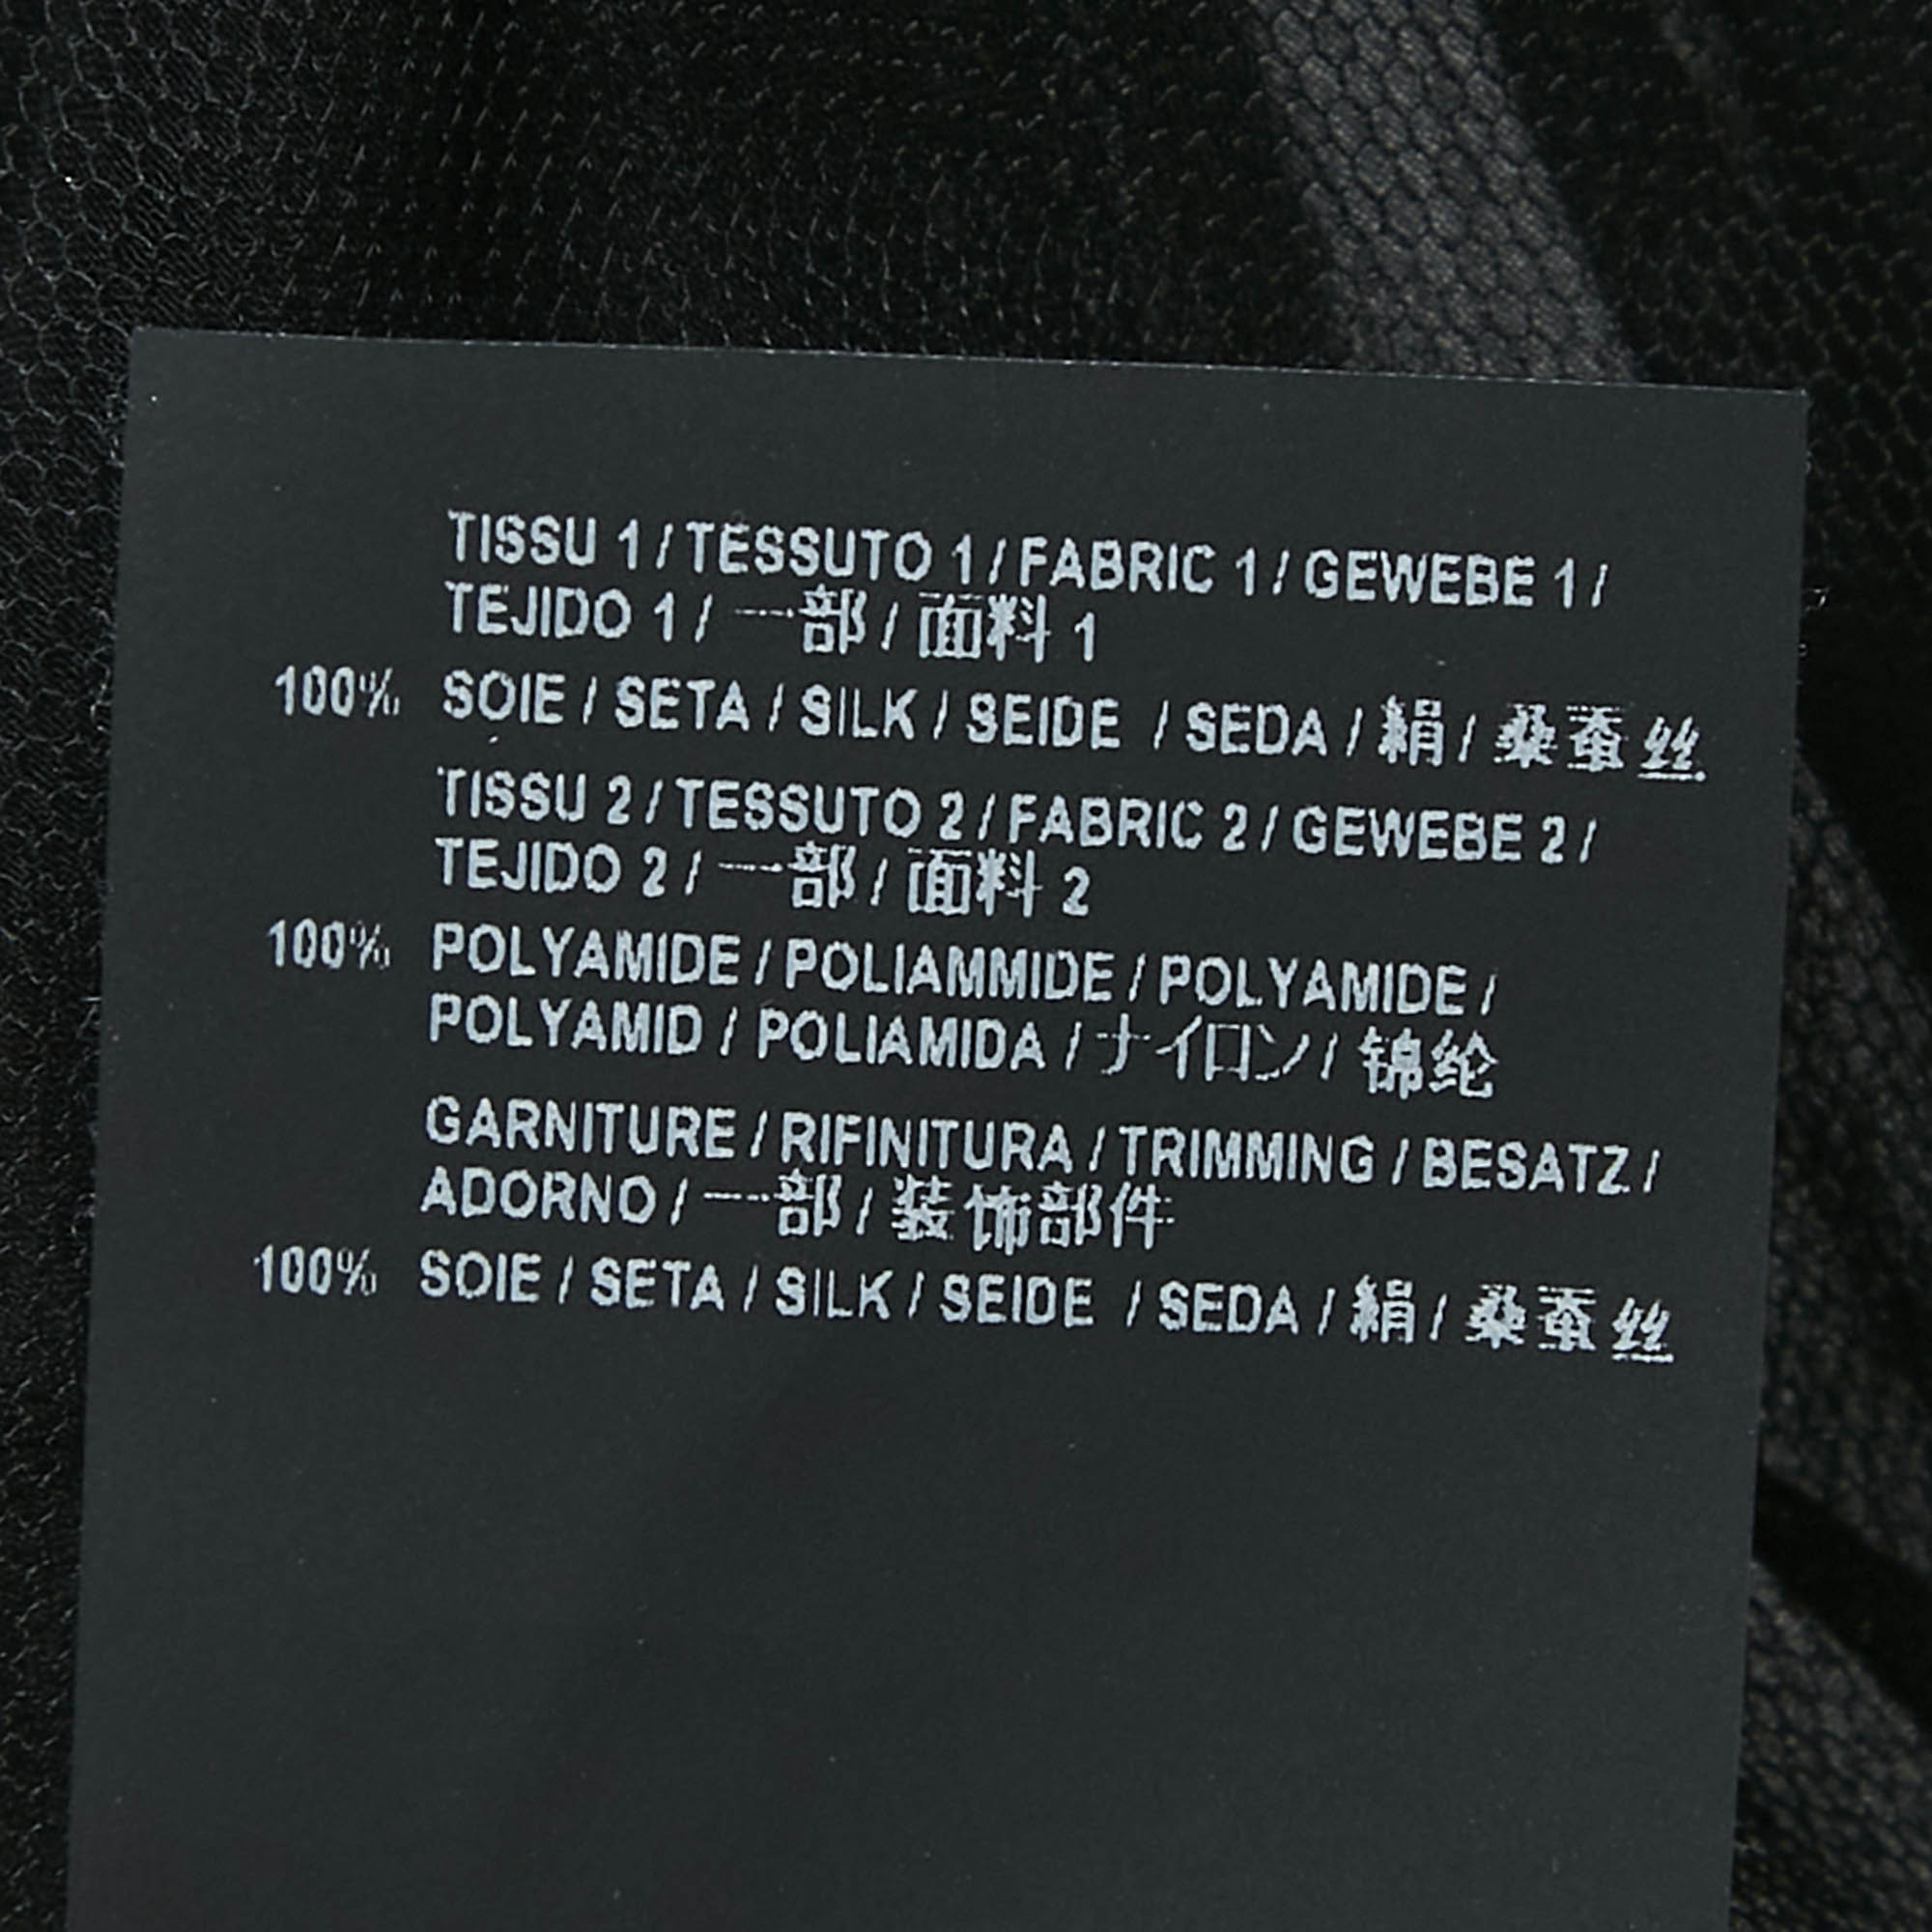 TISSU 1 / TESSUTO 1 / FABRIC 1 / GEWEBE 1 /
TEJIDO 1 / 一部 / 面料 1
100% SOIE / SETA / SILK / SEIDE / SEDA / 絹 / 桑蚕丝
TISSU 2 / TESSUTO 2 / FABRIC 2 / GEWEBE 2 /
TEJIDO 2 / 一部 / 面料 2
100% POLYAMIDE / POLIAMMIDE / POLYAMIDE /
POLYAMID / POLIAMIDA / ナイロン / 锦纶
GARNITURE / RIFINITURA / TRIMMING / BESATZ /
ADORNO / 一部 / 装饰部件
100% SOIE / SETA / SILK / SEIDE / SEDA / 絹 / 桑蚕丝